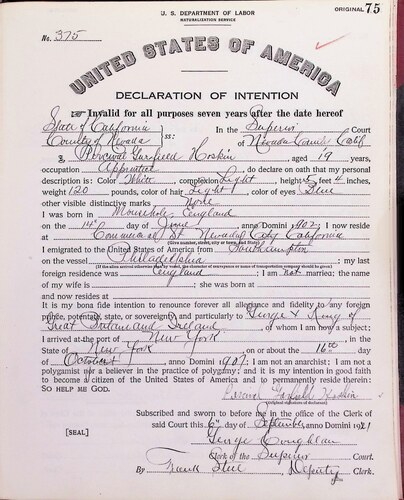 U. S. DEPARTMENT OF LABOR
NATURALIZATION SERVICE
ORIGINAL 75
No. 375
UNITED STATES OF AMERICA
DECLARATION OF INTENTION
☞ Invalid for all purposes seven years after the date hereof
State of California
County of Nevada ss: In the Superior Court
of Nevada County Calif
I, Percival Garfield Hoskin, aged 19 years,
occupation Apprentice, do declare on oath that my personal
description is: Color White, complexion Light, height 5 feet 4 inches,
weight 120 pounds, color of hair Light, color of eyes Blue
other visible distinctive marks None
I was born in Mousehole, England
on the 14th day of June, anno Domini 1902; I now reside
at Commercial St Nevada City California
(Give number, street, city or town, and State)
I emigrated to the United States of America from Southampton
on the vessel Philadelphia; my last
foreign residence was England; I am not married; the name
of my wife is ; she was born at
and now resides at
It is my bona fide intention to renounce forever all allegiance and fidelity to any foreign
prince, potentate, state, or sovereignty, and particularly to George V King of
Great Britain and Ireland, of whom I am now a subject;
I arrived at the port of New York, in the
State of New York, on or about the 16th day
of October, anno Domini 1907; I am not an anarchist; I am not a
polygamist nor a believer in the practice of polygamy; and it is my intention in good faith
to become a citizen of the United States of America and to permanently reside therein:
SO HELP ME GOD.
Percival Garfield Hoskin
(Original signature of declarant)
Subscribed and sworn to before me in the office of the Clerk of
said Court this 6th day of September, anno Domini 1921
[SEAL] George Coughlan
Clerk of the Superior Court.
By Frank Steel, Deputy Clerk.